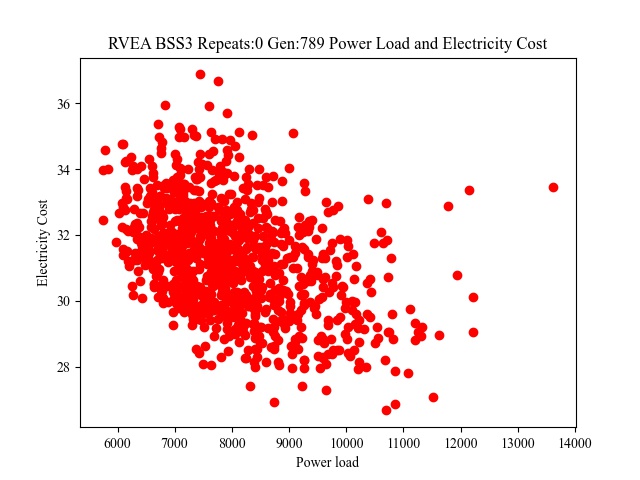 RVEA BSS3 Repeats:0 Gen:789 Power Load and Electricity Cost
Electricity Cost
36
34
32
30
28
6000 7000 8000 9000 10000 11000 12000 13000 14000
Power load